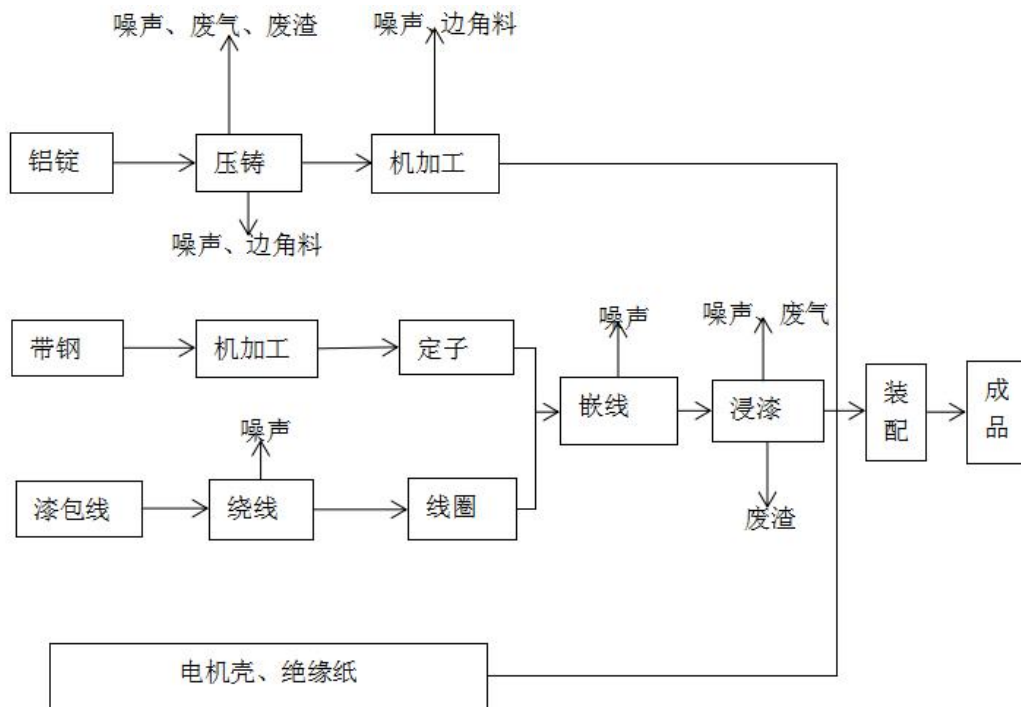 噪声、废气、废渣
噪声、边角料
铝锭
压铸
机加工
噪声、边角料
带钢
机加工
定子
噪声
噪声、废气
嵌线
浸漆
装配
成品
噪声
漆包线
绕线
线圈
废渣
电机壳、绝缘纸